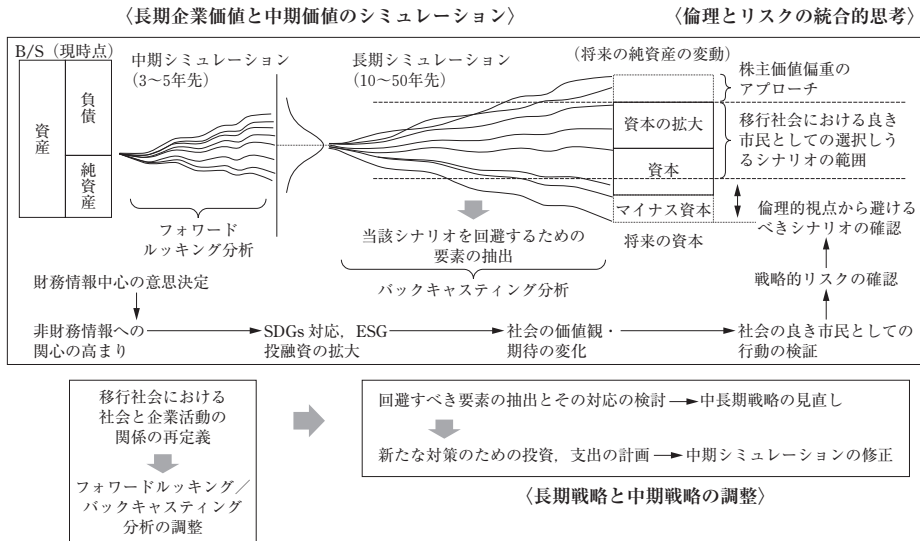 〈長期企業価値と中期価値のシミュレーション〉
〈倫理とリスクの統合的思考〉
B/S（現時点）
資産
負債
純資産
中期シミュレーション
（3～5年先）
長期シミュレーション
（10～50年先）
（将来の純資産の変動）
資本の拡大
資本
マイナス資本
将来の資本
株主価値偏重の
アプローチ
移行社会における良き
市民としての選択しう
るシナリオの範囲
倫理的視点から避ける
べきシナリオの確認
フォワード
ルッキング分析
当該シナリオを回避するための
要素の抽出
バックキャスティング分析
戦略的リスクの確認
財務情報中心の意思決定
非財務情報への
関心の高まり
SDGs 対応，ESG
投融資の拡大
社会の価値観・
期待の変化
社会の良き市民としての
行動の検証
移行社会における
社会と企業活動の
関係の再定義
フォワードルッキング／
バックキャスティング
分析の調整
回避すべき要素の抽出とその対応の検討
中長期戦略の見直し
新たな対策のための投資，支出の計画
中期シミュレーションの修正
〈長期戦略と中期戦略の調整〉